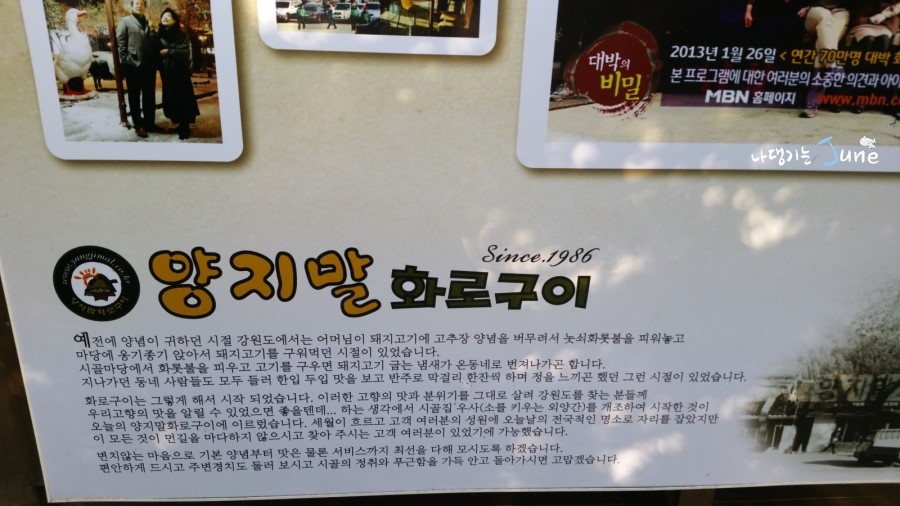 2013년 1월 26일 < 연간 70만명 대박 화
대박의
비밀
본 프로그램에 대한 여러분의 소중한 의견과 아이
MBN 홈페이지 www.mbn.c
나댕기는 June
Since.1986
www.yangjimal.co.kr
양지말 화로구이
예전에 양념이 귀하던 시절 강원도에서는 어머님이 돼지고기에 고추장 양념을 버무려서 놋쇠화롯불을 피워놓고
마당에 옹기종기 앉아서 돼지고기를 구워먹던 시절이 있었습니다.
시골마당에서 화롯불을 피우고 고기를 구우면 돼지고기 굽는 냄새가 온동네로 번져나가곤 합니다.
지나가던 동네 사람들도 모두 들러 한입 두입 맛을 보고 반주로 막걸리 한잔씩 하며 정을 느끼곤 했던 그런 시절이 있었습니다.
화로구이는 그렇게 해서 시작 되었습니다. 이러한 고향의 맛과 분위기를 그대로 살려 강원도를 찾는 분들께
우리고향의 맛을 알릴 수 있었으면 좋을텐데... 하는 생각에서 시골집 우사(소를 키우는 외양간)를 개조하여 시작한 것이
오늘의 양지말화로구이에 이르렀습니다. 세월이 흐르고 고객 여러분의 성원에 오늘날의 전국적인 명소로 자리를 잡았지만
이 모든 것이 먼길을 마다하지 않으시고 찾아 주시는 고객 여러분이 있었기에 가능했습니다.
변치않는 마음으로 기본 양념부터 맛은 물론 서비스까지 최선을 다해 모시도록 하겠습니다.
편안하게 드시고 주변경치도 둘러 보시고 시골의 정취와 푸근함을 가득 안고 돌아가시면 고맙겠습니다.